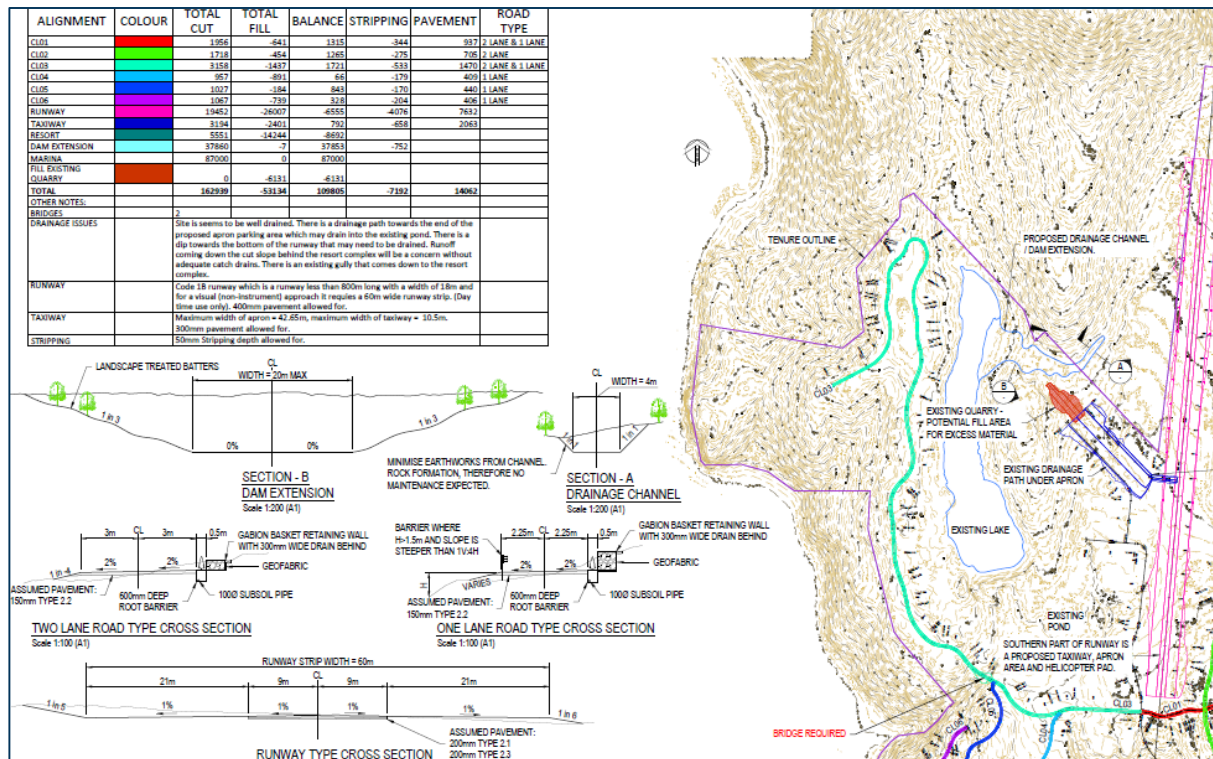 ALIGNMENT COLOUR TOTAL CUT TOTAL FILL BALANCE STRIPPING PAVEMENT ROAD TYPE
CL01 1956 -641 1315 -344 937 2 LANE & 1 LANE
CL02 1718 -454 1265 -275 705 2 LANE
CL03 3158 -1437 1721 -533 1470 2 LANE & 1 LANE
CL04 957 -891 66 -179 409 1 LANE
CL05 1027 -184 843 -170 440 1 LANE
CL06 1067 -739 328 -204 406 1 LANE
RUNWAY 19452 -26007 -6555 -4076 7632
TAXIWAY 3194 -2401 792 -658 2063
RESORT 5551 -14244 -8692
DAM EXTENSION 37860 -7 37853 -752
MARINA 87000 0 87000
FILL EXISTING
QUARRY 0 -6131 -6131
TOTAL 162939 -53134 109805 -7192 14062
OTHER NOTES:
BRIDGES 2
DRAINAGE ISSUES Site is seems to be well drained. There is a drainage path towards the end of the
proposed apron parking area which may drain into the existing pond. There is a
dip towards the bottom of the runway that may need to be drained. Runoff
coming down the cut slope behind the resort complex will be a concern without
adequate catch drains. There is an existing gully that comes down to the resort
complex.
RUNWAY Code 1B runway which is a runway less than 800m long with a width of 18m and
for a visual (non-instrument) approach it requies a 60m wide runway strip. (Day
time use only). 400mm pavement allowed for.
TAXIWAY Maximum width of apron = 42.65m, maximum width of taxiway = 10.5m.
300mm pavement allowed for.
STRIPPING 50mm Stripping depth allowed for.
LANDSCAPE TREATED BATTERS
CL
WIDTH = 20m MAX
1 in 3
0% 0%
1 in 3
SECTION - B
DAM EXTENSION
Scale 1:200 (A1)
CL
WIDTH = 4m
1 in 1
1 in 1
MINIMISE EARTHWORKS FROM CHANNEL.
ROCK FORMATION, THEREFORE NO
MAINTENANCE EXPECTED.
SECTION - A
DRAINAGE CHANNEL
Scale 1:200 (A1)
3m CL 3m 0.5m
GABION BASKET RETAINING WALL
WITH 300mm WIDE DRAIN BEHIND
GEOFABRIC
2% 2%
1 in 4
ASSUMED PAVEMENT:
150mm TYPE 2.2
600mm DEEP
ROOT BARRIER
100Ø SUBSOIL PIPE
TWO LANE ROAD TYPE CROSS SECTION
Scale 1:100 (A1)
BARRIER WHERE
H>1.5m AND SLOPE IS
STEEPER THAN 1V:4H
2.25m CL 2.25m 0.5m
GABION BASKET RETAINING WALL
WITH 300mm WIDE DRAIN BEHIND
GEOFABRIC
2% 2%
H
VARIES
ASSUMED PAVEMENT:
150mm TYPE 2.2
600mm DEEP
ROOT BARRIER
100Ø SUBSOIL PIPE
ONE LANE ROAD TYPE CROSS SECTION
Scale 1:100 (A1)
RUNWAY STRIP WIDTH = 60m
21m 9m CL 9m 21m
1 in 5
1% 1% 1% 1%
1 in 6
ASSUMED PAVEMENT:
200mm TYPE 2.1
200mm TYPE 2.3
RUNWAY TYPE CROSS SECTION
TENURE OUTLINE
PROPOSED DRAINAGE CHANNEL
/ DAM EXTENSION.
A
B
CL03
EXISTING QUARRY -
POTENTIAL FILL AREA
FOR EXCESS MATERIAL
EXISTING DRAINAGE
PATH UNDER APRON
EXISTING LAKE
EXISTING
POND
SOUTHERN PART OF RUNWAY IS
A PROPOSED TAXIWAY, APRON
AREA AND HELICOPTER PAD.
BRIDGE REQUIRED
CL06
CL05
CL04
CL03
CL01